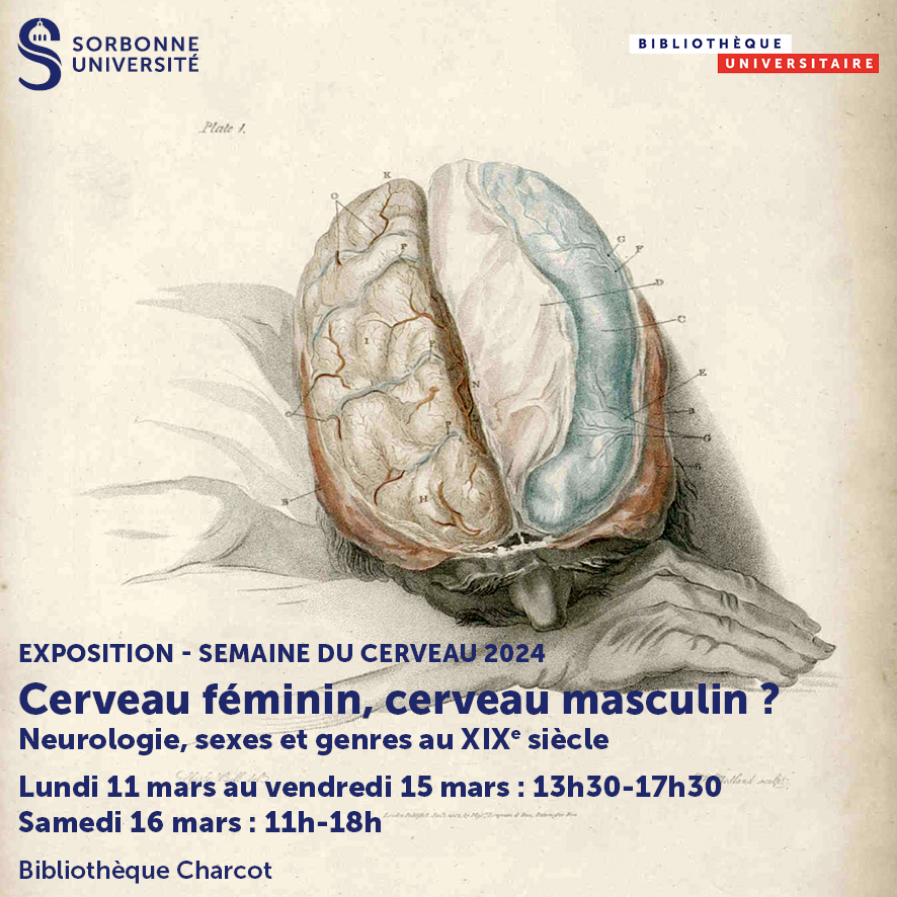 SORBONNE
UNIVERSITÉ
BIBLIOTHÈQUE
UNIVERSITAIRE
Plate 1.
K
O
F
G
F
D
I
C
F
E
N
B
G
F
H
B
EXPOSITION - SEMAINE DU CERVEAU 2024
Cerveau féminin, cerveau masculin ?
Neurologie, sexes et genres au XIXe siècle
Lundi 11 mars au vendredi 15 mars : 13h30-17h30
Samedi 16 mars : 11h-18h
Bibliothèque Charcot